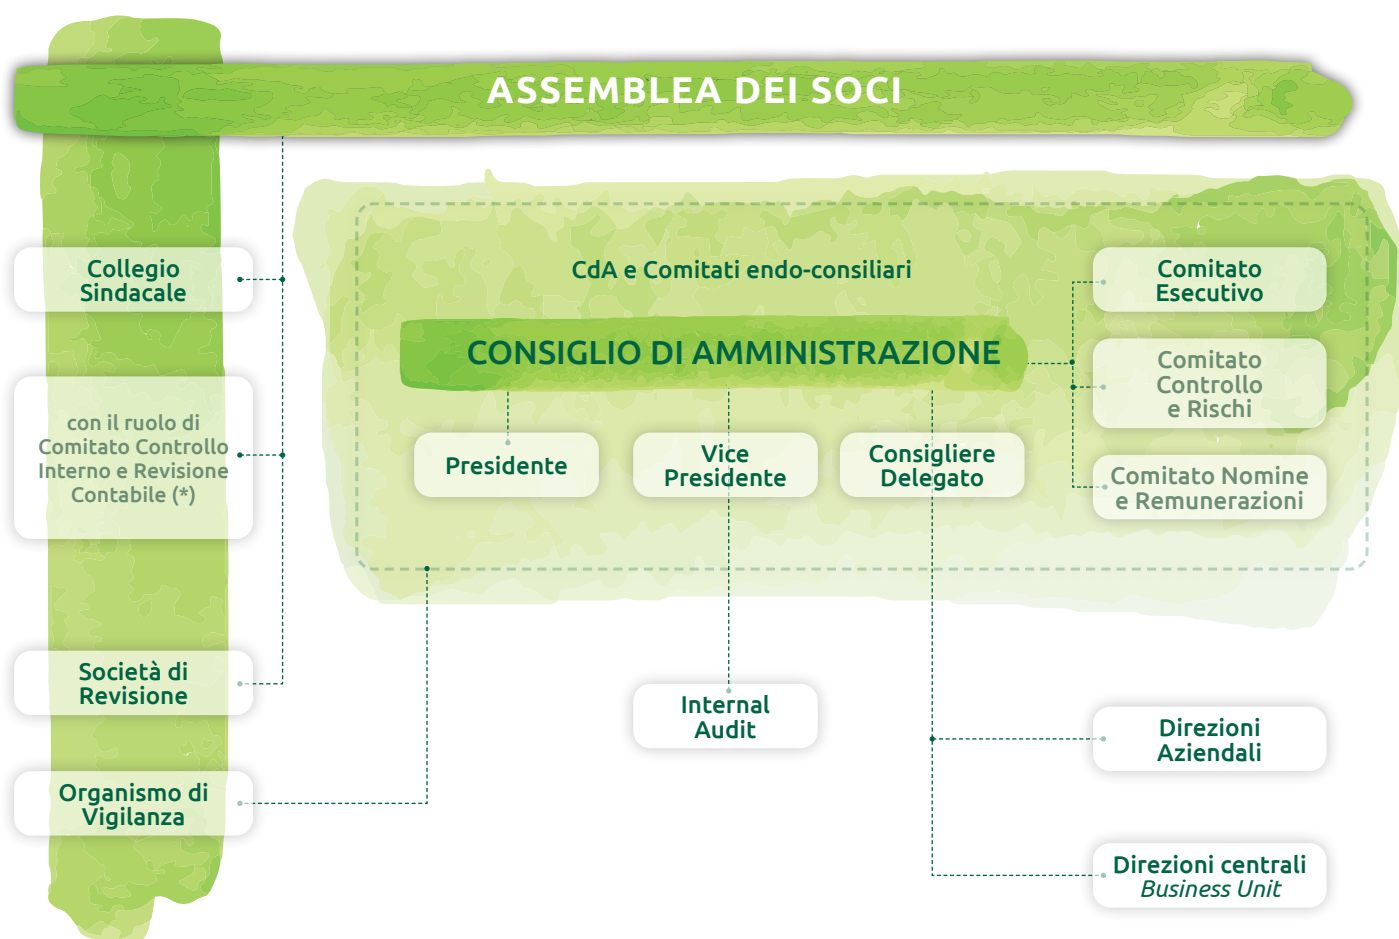 ASSEMBLEA DEI SOCI
Collegio
Sindacale
con il ruolo di
Comitato Controllo
Interno e Revisione
Contabile (*)
Società di
Revisione
Organismo di
Vigilanza
CdA e Comitati endo-consiliari
CONSIGLIO DI AMMINISTRAZIONE
Presidente
Vice
Presidente
Consigliere
Delegato
Comitato
Esecutivo
Comitato
Controllo
e Rischi
Comitato Nomine
e Remunerazioni
Internal
Audit
Direzioni
Aziendali
Direzioni centrali
Business Unit